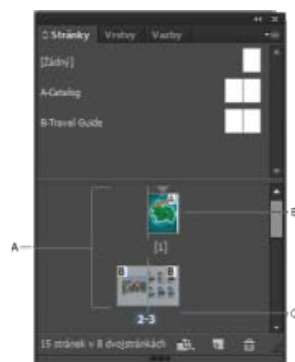 Stránky Vrstvy Vazby
[Žádný]
A-Catalog
B-Travel Guide
A
B
[1]
A
B B
C
2-3
15 stránek v 8 dvojstránkách